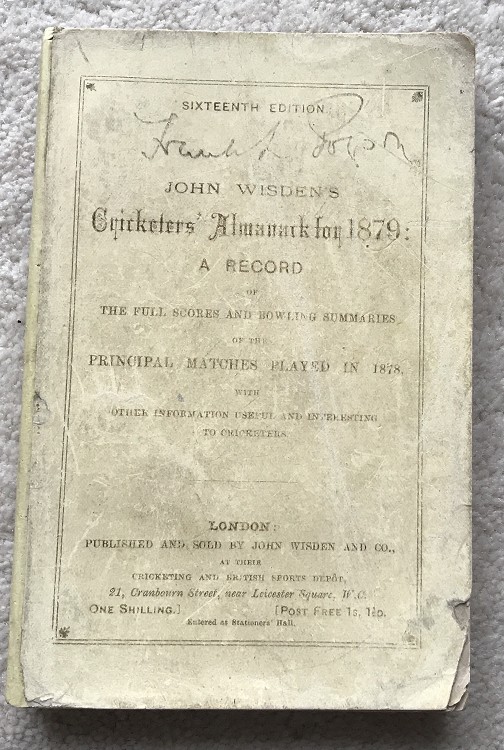 SIXTEENTH EDITION
JOHN WISDEN'S
Cricketers' Almanack for 1879:
A RECORD
OF
THE FULL SCORES AND BOWLING SUMMARIES
OF THE
PRINCIPAL MATCHES PLAYED IN 1878,
WITH
OTHER INFORMATION USEFUL AND INTERESTING
TO CRICKETERS.
LONDON:
PUBLISHED AND SOLD BY JOHN WISDEN AND CO.,
AT THEIR
CRICKETING AND BRITISH SPORTS DEPÔT,
21, Cranbourn Street, near Leicester Square, W.C.
ONE SHILLING.] [POST FREE 1S. 1½D.
Entered at Stationers' Hall.